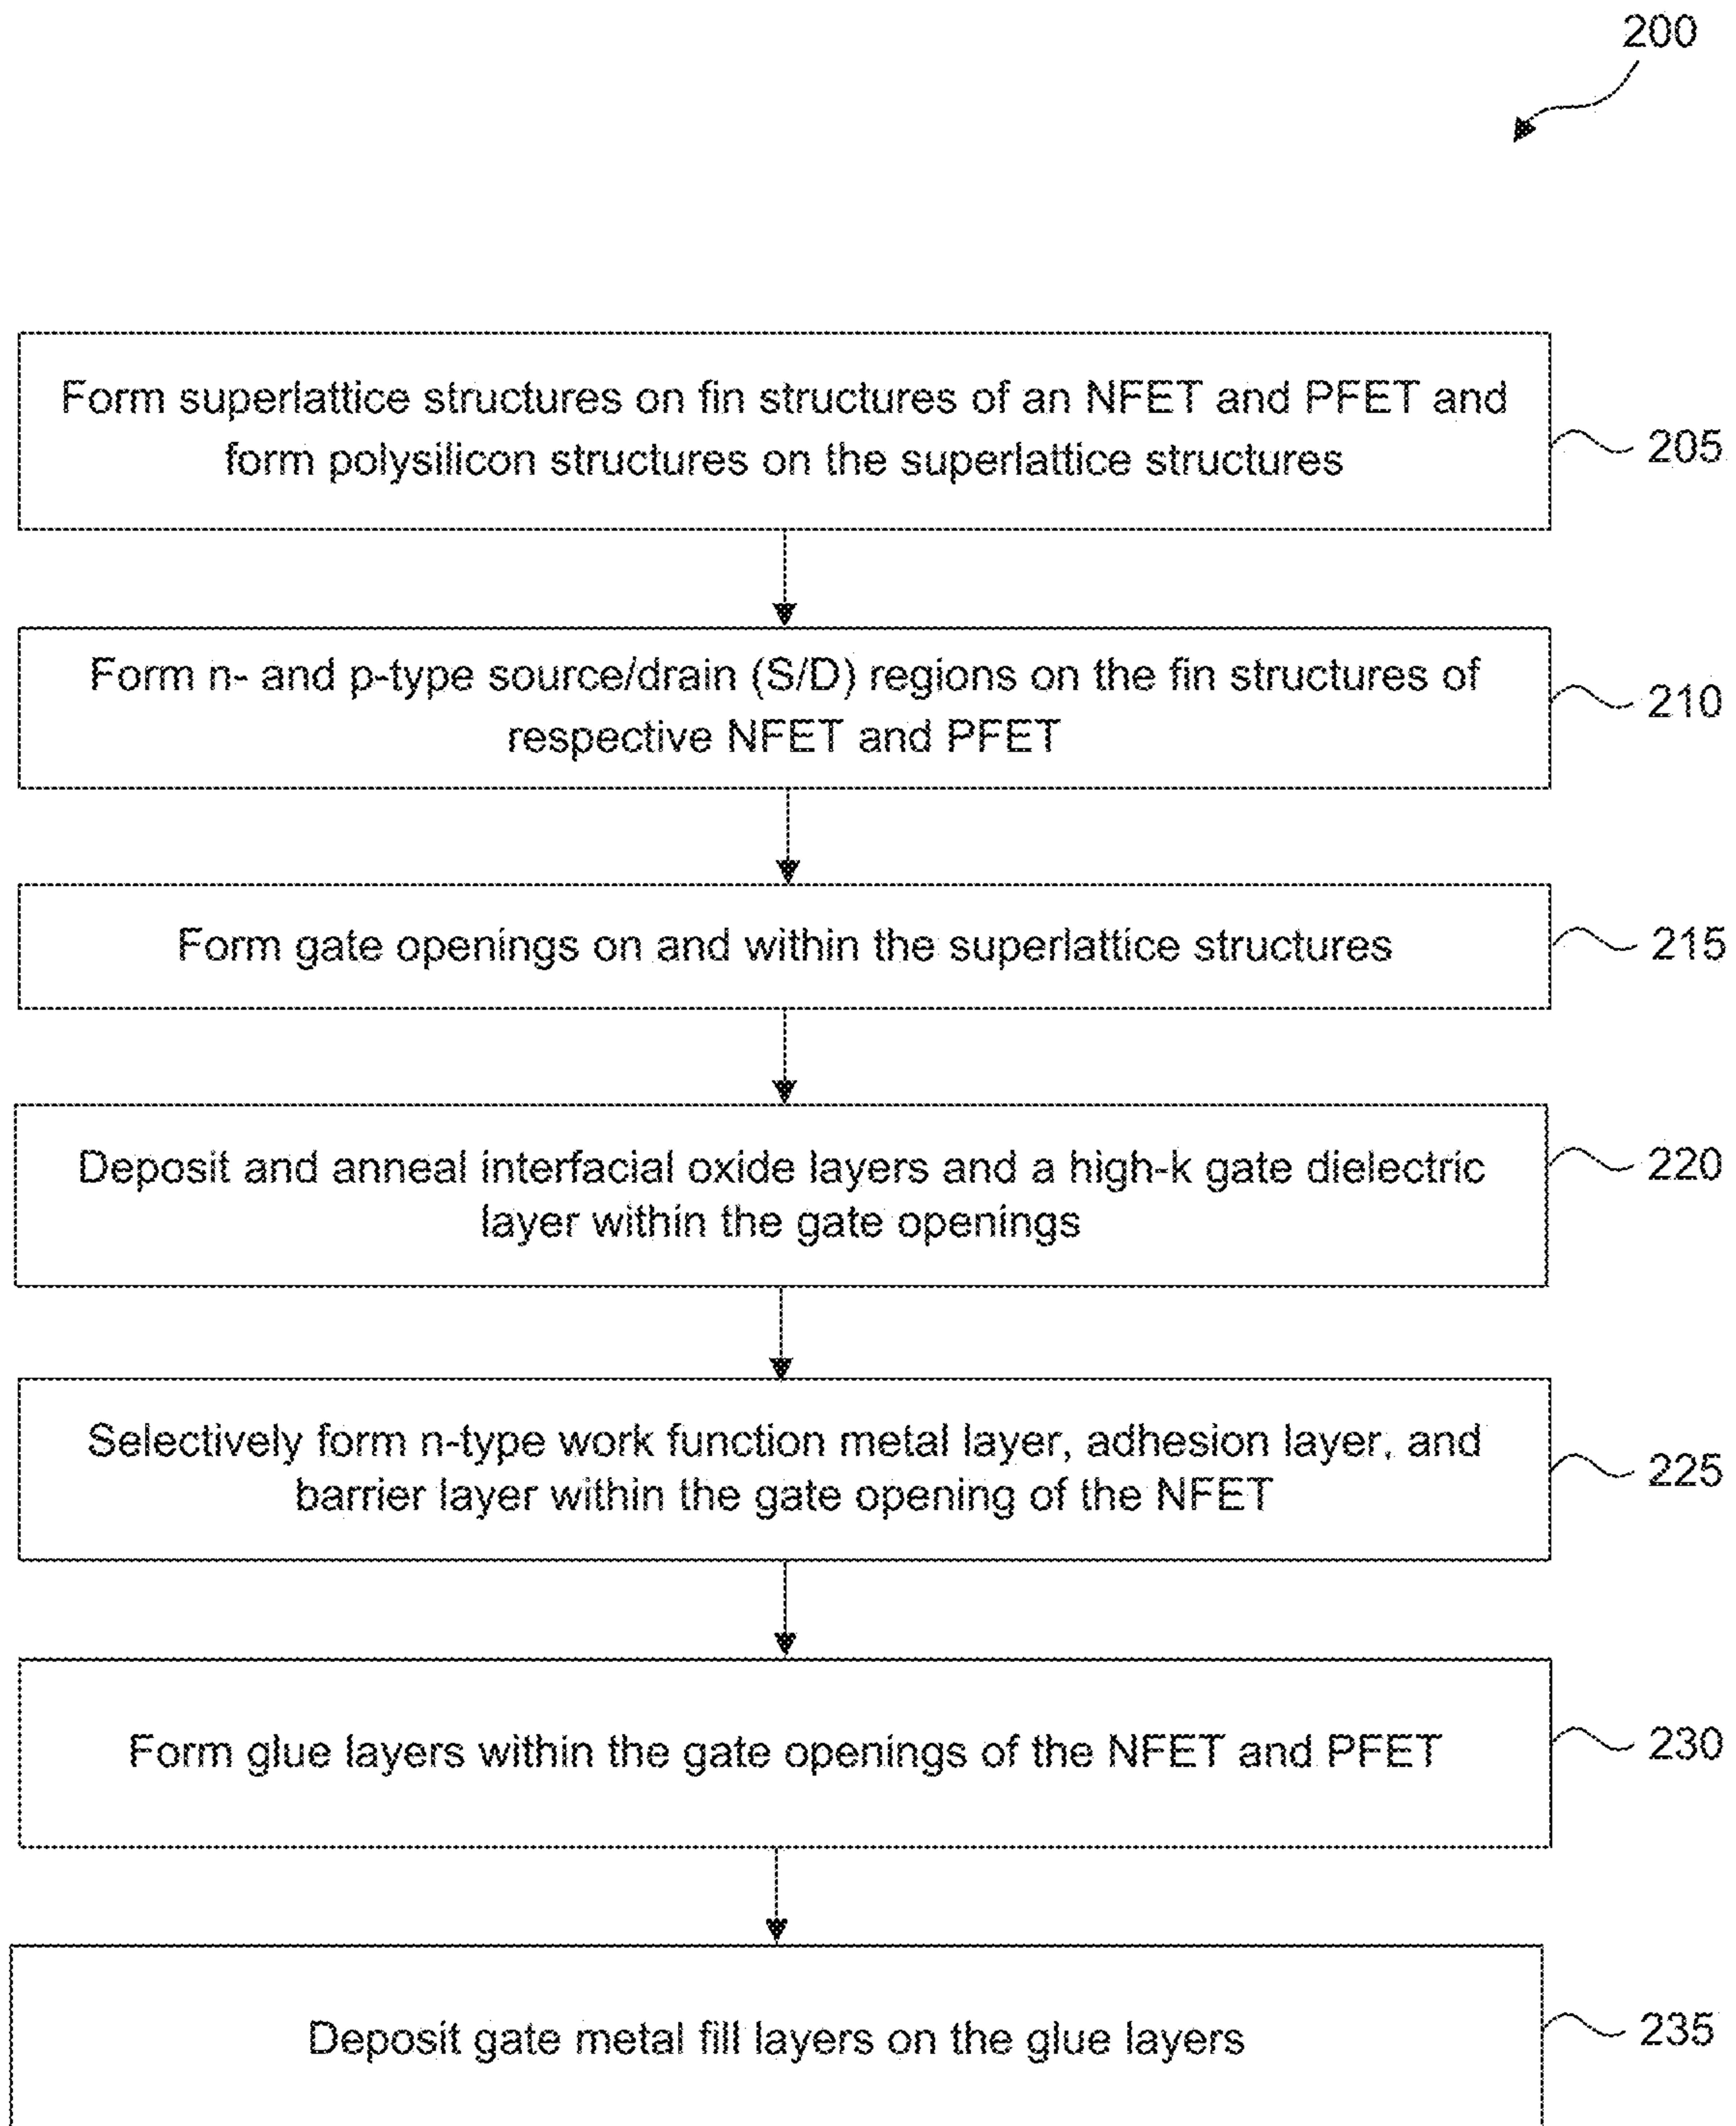 200
Form superlattice structures on fin structures of an NFET and PFET and
form polysilicon structures on the superlattice structures
205
Form n- and p-type source/drain (S/D) regions on the fin structures of
respective NFET and PFET
210
Form gate openings on and within the superlattice structures
215
Deposit and anneal interfacial oxide layers and a high-k gate dielectric
layer within the gate openings
220
Selectively form n-type work function metal layer, adhesion layer, and
barrier layer within the gate opening of the NFET
225
Form glue layers within the gate openings of the NFET and PFET
230
Deposit gate metal fill layers on the glue layers
235